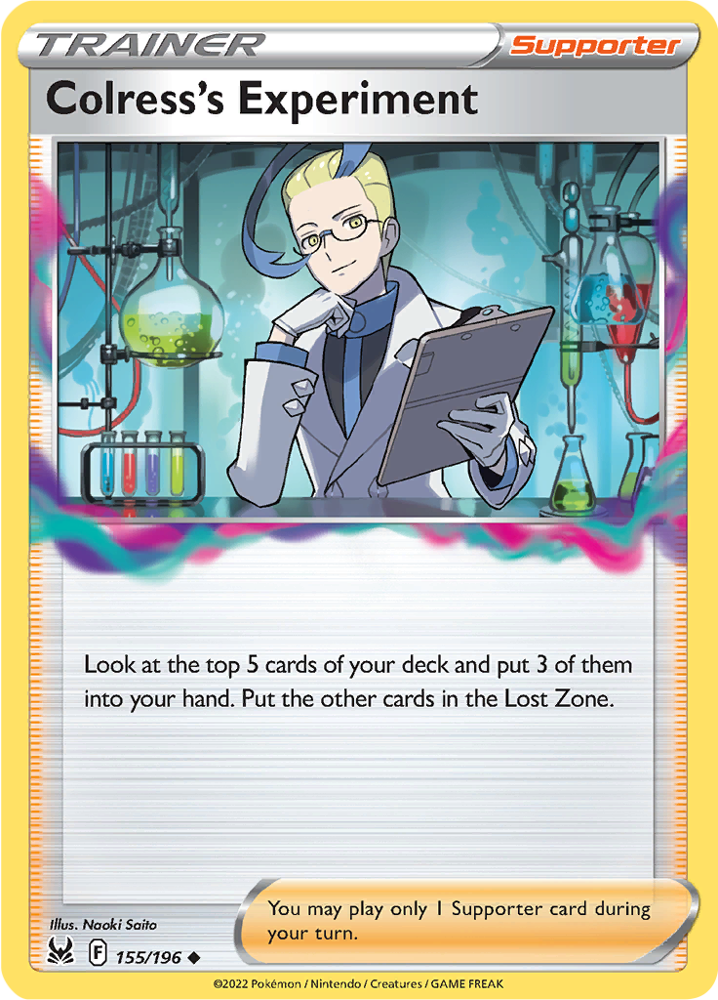 TRAINER
Supporter
Colress's Experiment
Look at the top 5 cards of your deck and put 3 of them
into your hand. Put the other cards in the Lost Zone.
You may play only 1 Supporter card during
your turn.
Illus. Naoki Saito
F 155/196 ◆
©2022 Pokémon / Nintendo / Creatures / GAME FREAK